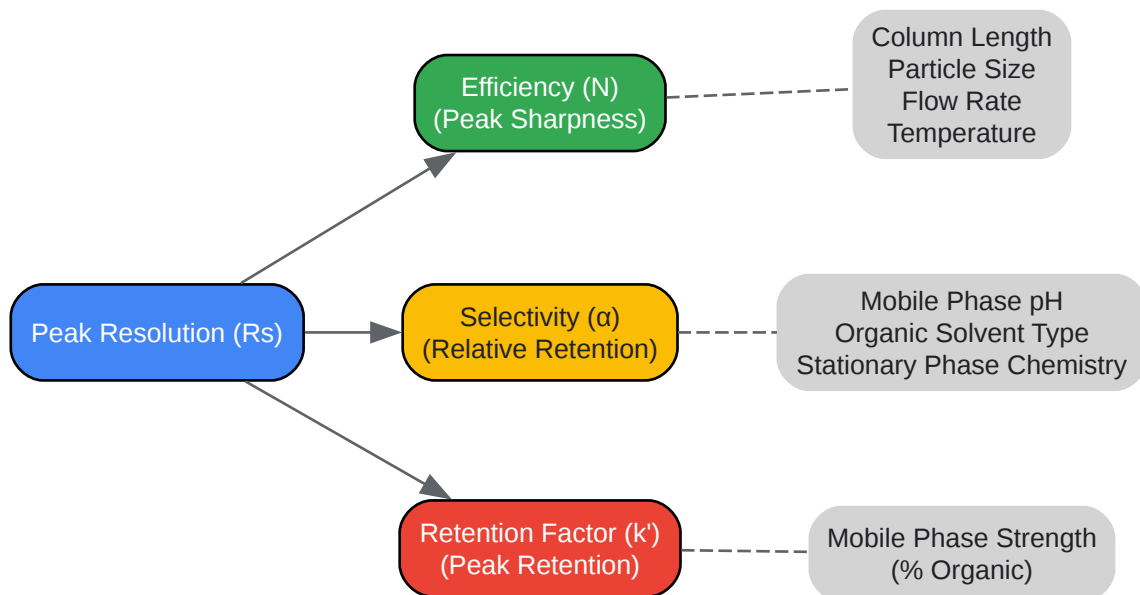 Peak Resolution (Rs)
Efficiency (N)
(Peak Sharpness)
Column Length
Particle Size
Flow Rate
Temperature
Selectivity (α)
(Relative Retention)
Mobile Phase pH
Organic Solvent Type
Stationary Phase Chemistry
Retention Factor (k')
(Peak Retention)
Mobile Phase Strength
(% Organic)